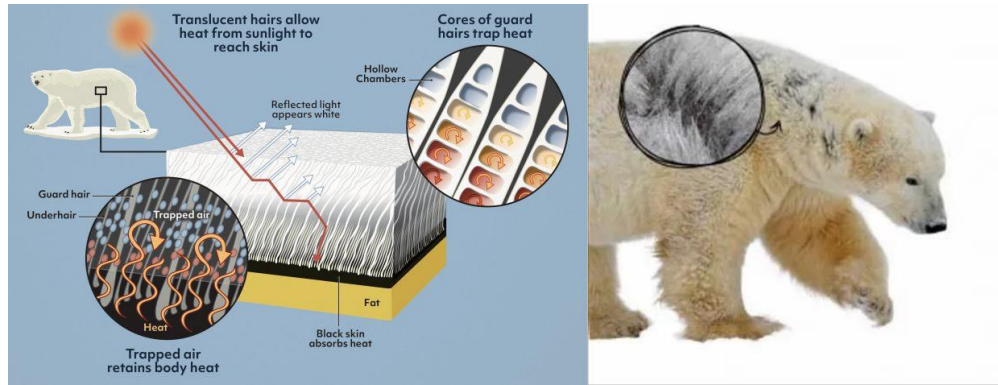 Translucent hairs allow
heat from sunlight to
reach skin
Cores of guard
hairs trap heat
Hollow
Chambers
Reflected light
appears white
Guard hair
Underhair
Trapped air
Heat
Fat
Black skin
absorbs heat
Trapped air
retains body heat